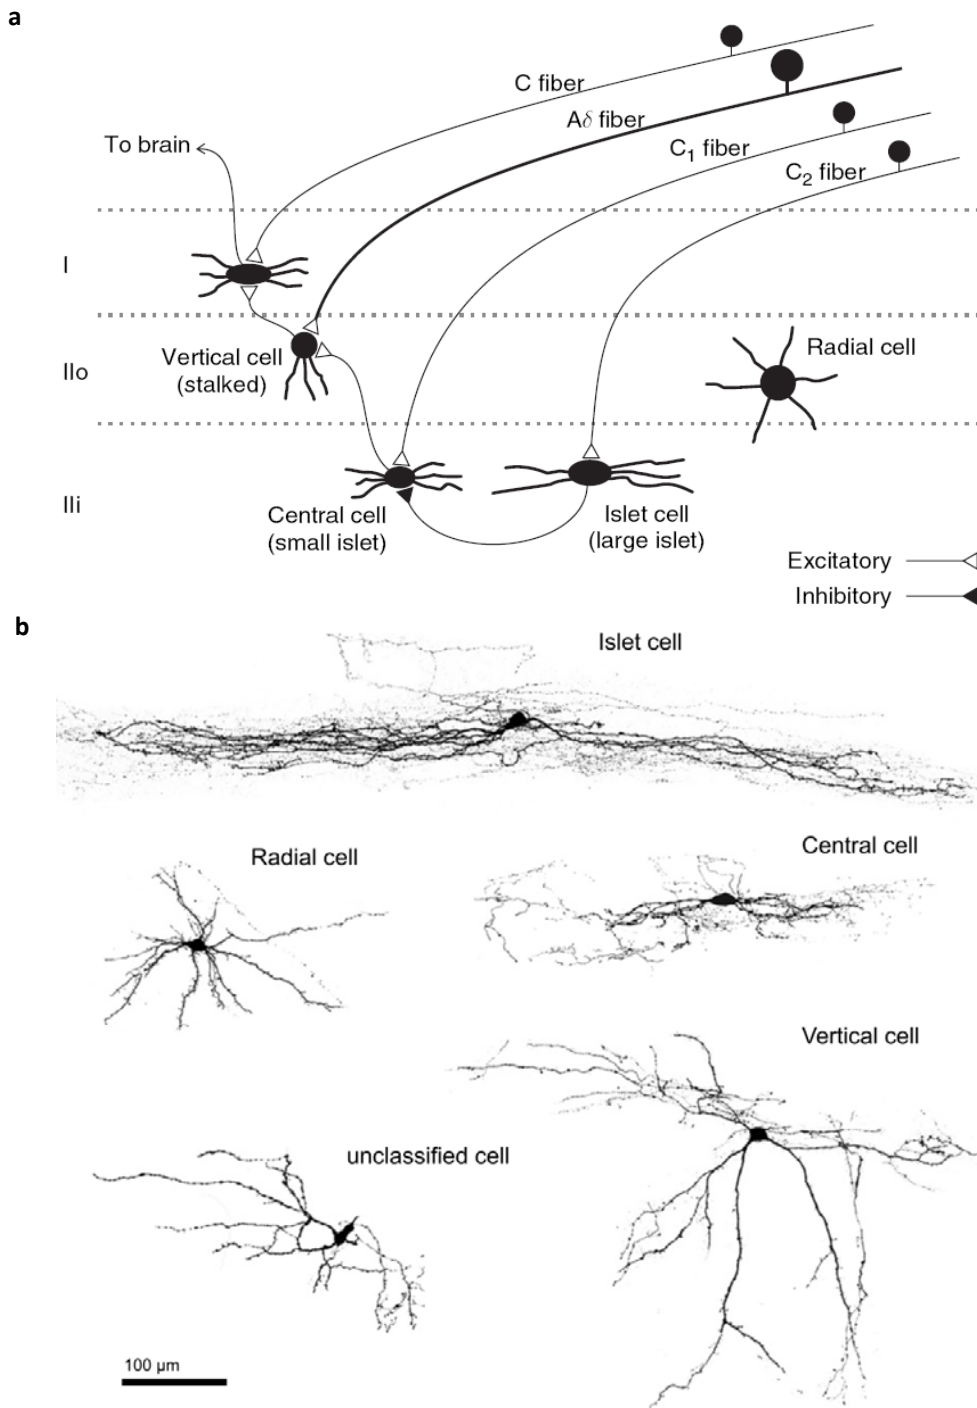 a
C fiber
Aδ fiber
To brain
C1 fiber
C2 fiber
I
Vertical cell
(stalked)
Radial cell
IIo
IIi
Central cell
(small islet)
Islet cell
(large islet)
Excitatory
Inhibitory
b
Islet cell
Radial cell
Central cell
Vertical cell
unclassified cell
100 μm